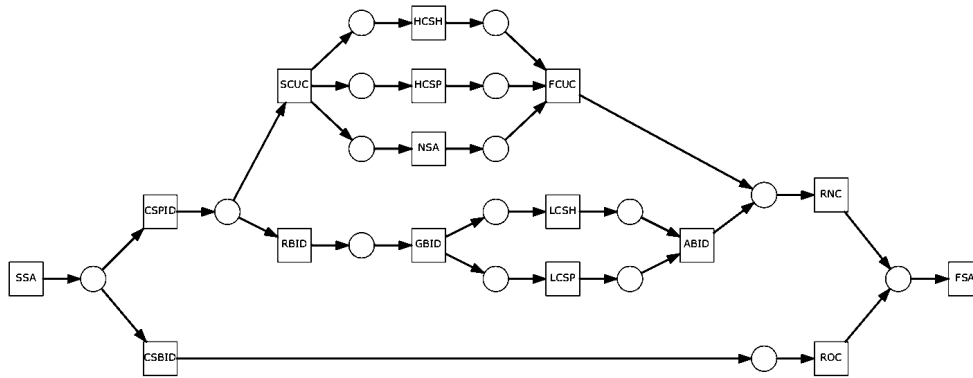 HCSH
SCUC
HCSP
FCUC
NSA
CSPID
LCSH
RNC
RBID
GBID
ABID
SSA
LCSP
FSA
CSBID
ROC